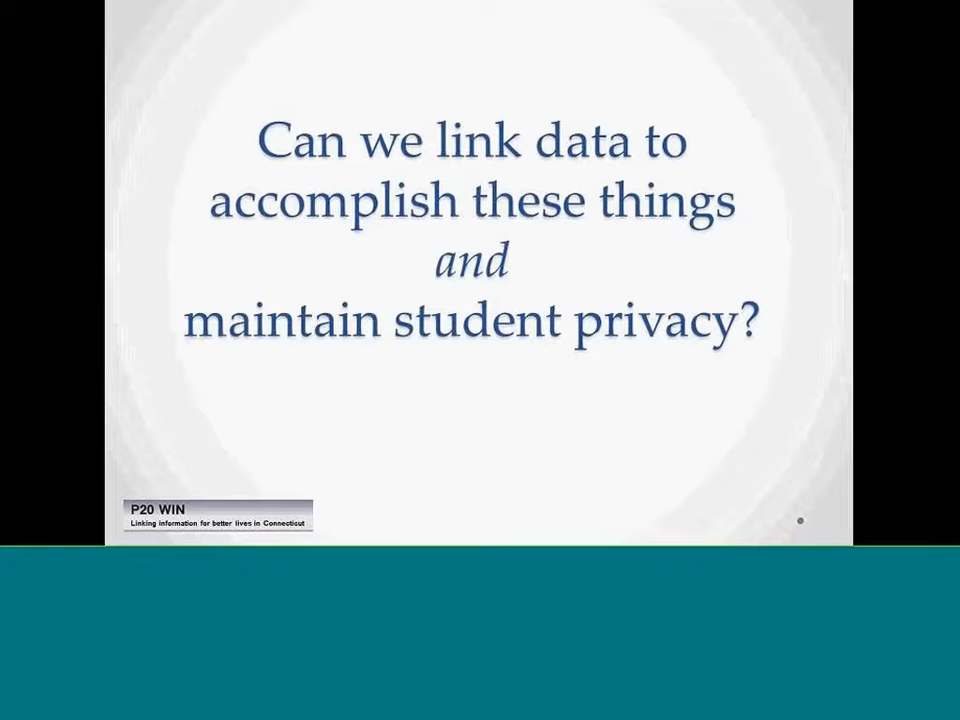 Can we link data to
accomplish these things
and
maintain student privacy?
P20 WIN
Linking information for better lives in Connecticut